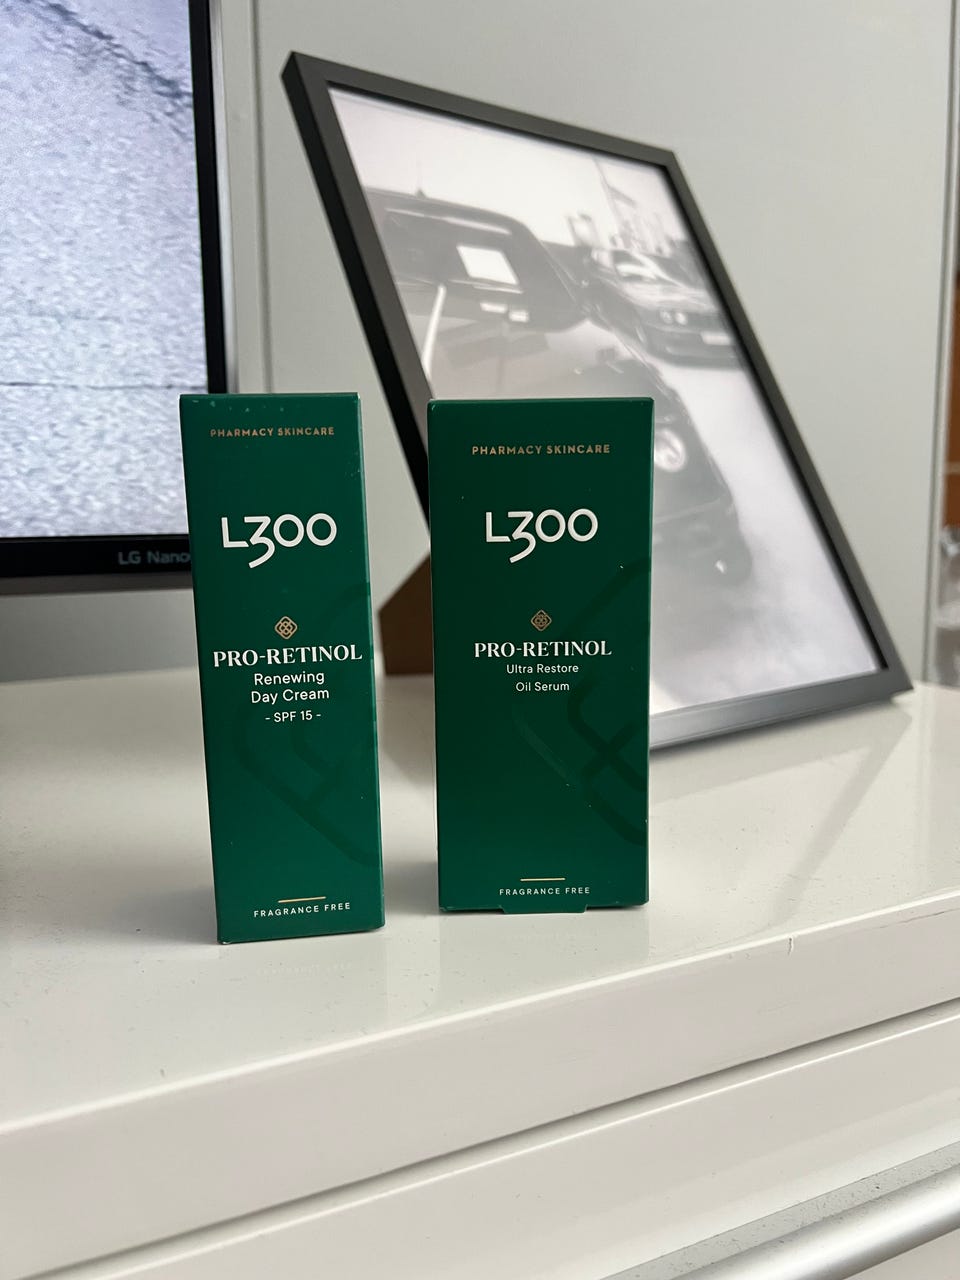 PHARMACY SKINCARE
L300
PRO-RETINOL
Renewing
Day Cream
- SPF 15 -
FRAGRANCE FREE
PHARMACY SKINCARE
L300
PRO-RETINOL
Ultra Restore
Oil Serum
FRAGRANCE FREE
LG Nano